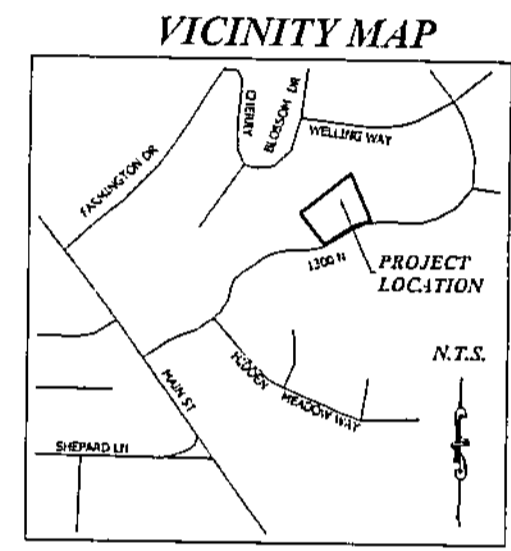 VICINITY MAP
CHERRY
BLOSSOM DR
WELLING WAY
FARMINGTON DR
1300 N
PROJECT
LOCATION
N.T.S.
HIDDEN
MEADOW WAY
MAIN ST
SHEPARD LN